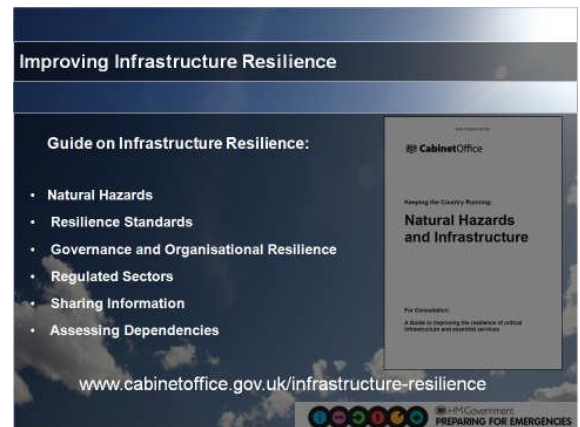 Improving Infrastructure Resilience
Guide on Infrastructure Resilience:
• Natural Hazards
• Resilience Standards
• Governance and Organisational Resilience
• Regulated Sectors
• Sharing Information
• Assessing Dependencies
www.cabinetoffice.gov.uk/infrastructure-resilience
CabinetOffice
Keeping the Country Running:
Natural Hazards
and Infrastructure
For Consultation:
A Guide to improving the resilience of critical
infrastructure and essential services
HM Government
PREPARING FOR EMERGENCIES